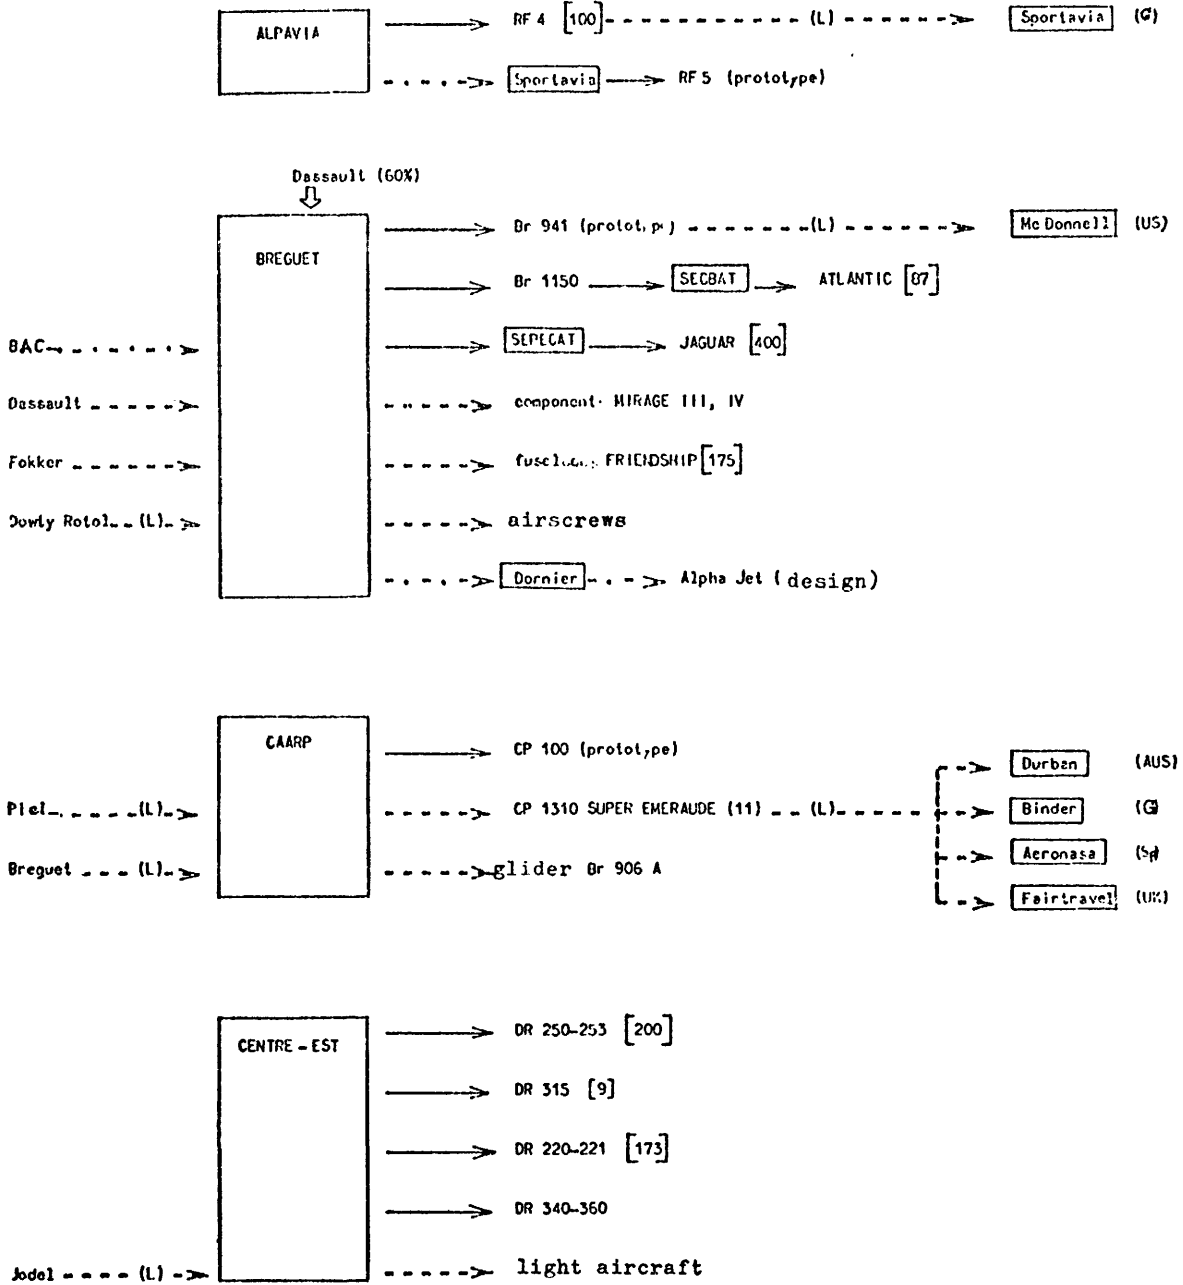 ALPAVIA RF 4 [100] (L) Sportavia (G)
Sportavia RF 5 (prototype)
Dassault (60%)
BREGUET Br 941 (L) McDonnell (US)
Br 1150 SECBAT ATLANTIC [87]
BAC SEPECAT JAGUAR [400]
Dassault component MIRAGE III, IV
Fokker FRIENDSHIP [175]
Dowly Rotol (L) airscrews
Dornier Alpha Jet (design)
CAARP CP 100 (prototype)
Durban (AUS)
Piel (L) CP 1310 SUPER EMERAUDE (11) (L) Binder (G)
Aeronasa (Sp)
Breguet (L) glider Br 906 A
Fairtravel (UK)
CENTRE-EST DR 250-253 [200]
DR 315 [9]
DR 220-221 [173]
DR 340-360
Jodel (L) light aircraft